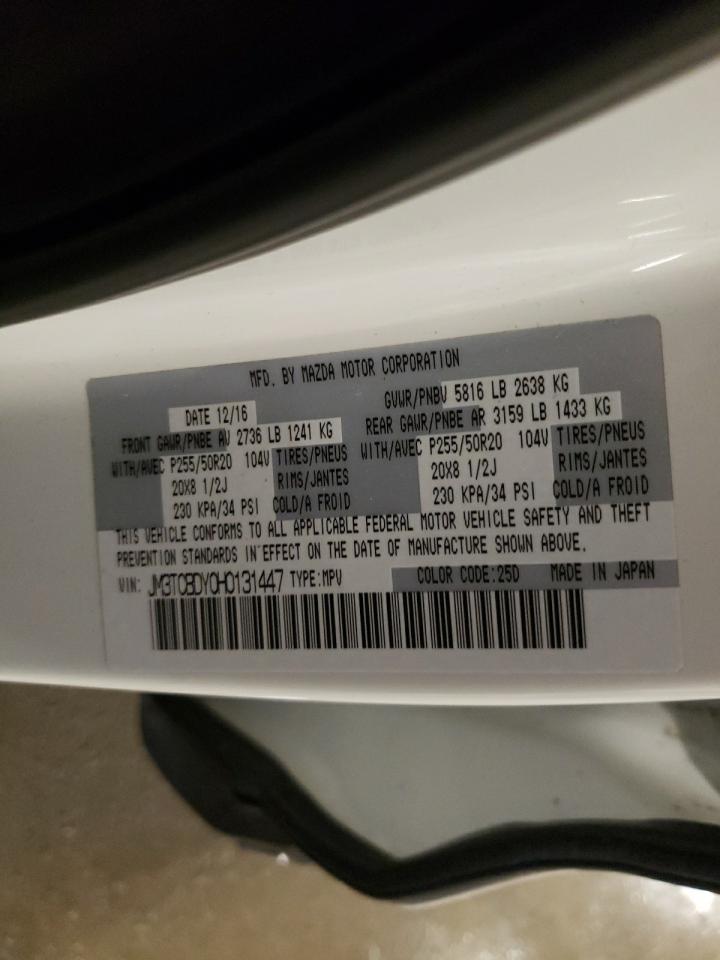 MFD. BY MAZDA MOTOR CORPORATION
DATE 12/16
GVWR/PNBV 5816 LB 2638 KG
FRONT GAWR/PNBE AV 2736 LB 1241 KG
REAR GAWR/PNBE AR 3159 LB 1433 KG
WITH/AVEC P255/50R20 104V TIRES/PNEUS
WITH/AVEC P255/50R20 104V TIRES/PNEUS
20X8 1/2J RIMS/JANTES
20X8 1/2J RIMS/JANTES
230 KPA/34 PSI COLD/A FROID
230 KPA/34 PSI COLD/A FROID
THIS VEHICLE CONFORMS TO ALL APPLICABLE FEDERAL MOTOR VEHICLE SAFETY AND THEFT
PREVENTION STANDARDS IN EFFECT ON THE DATE OF MANUFACTURE SHOWN ABOVE.
VIN: JM3TCBDY0H0131447 TYPE:MPV
COLOR CODE:25D MADE IN JAPAN